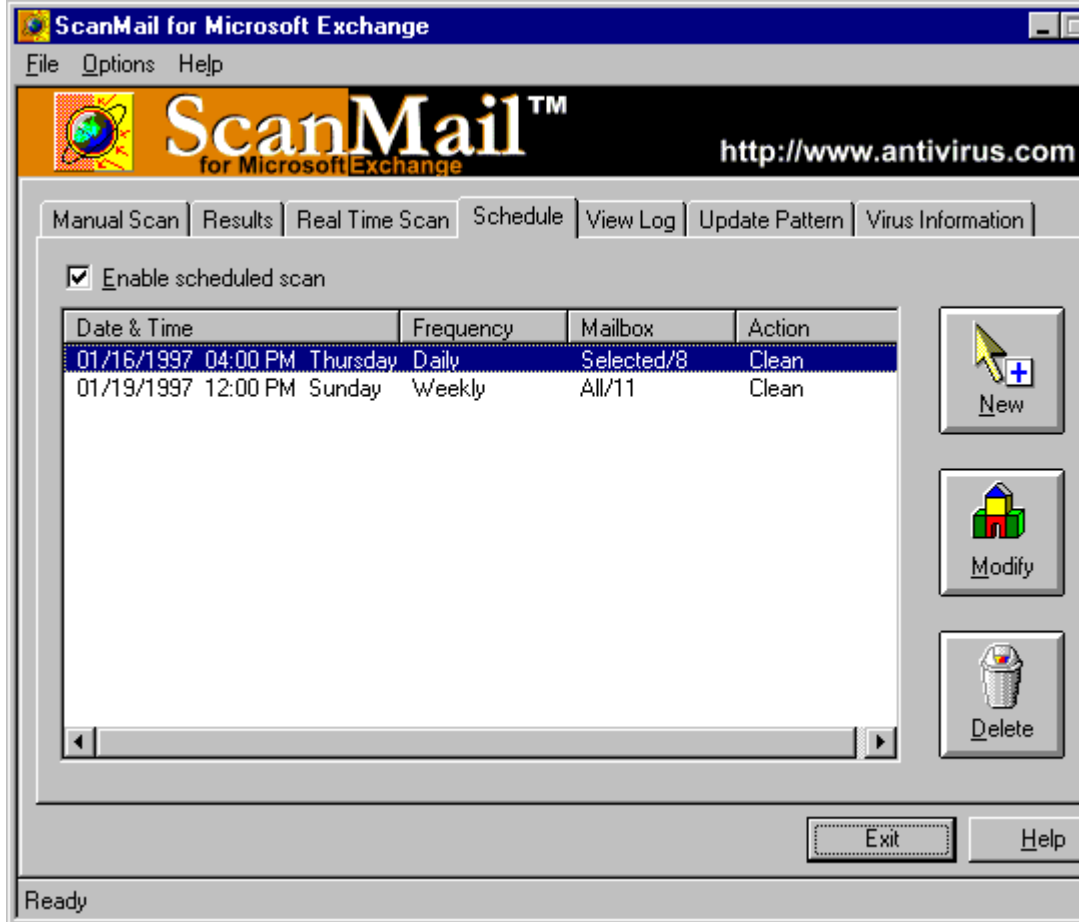 ScanMail for Microsoft Exchange
File Options Help
ScanMail™
for Microsoft Exchange
http://www.antivirus.com
Manual Scan Results Real Time Scan Schedule View Log Update Pattern Virus Information
Enable scheduled scan
Date & Time Frequency Mailbox Action
01/16/1997 04:00 PM Thursday Daily Selected/8 Clean
01/19/1997 12:00 PM Sunday Weekly All/11 Clean
New
Modify
Delete
Exit Help
Ready